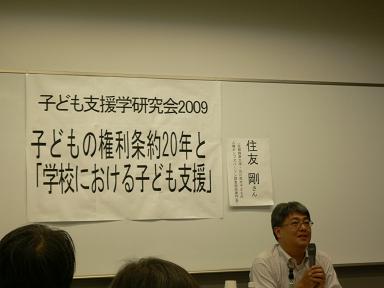 子ども支援学研究会2009
子どもの権利条約20年と
「学校における子ども支援」
住友 剛さん